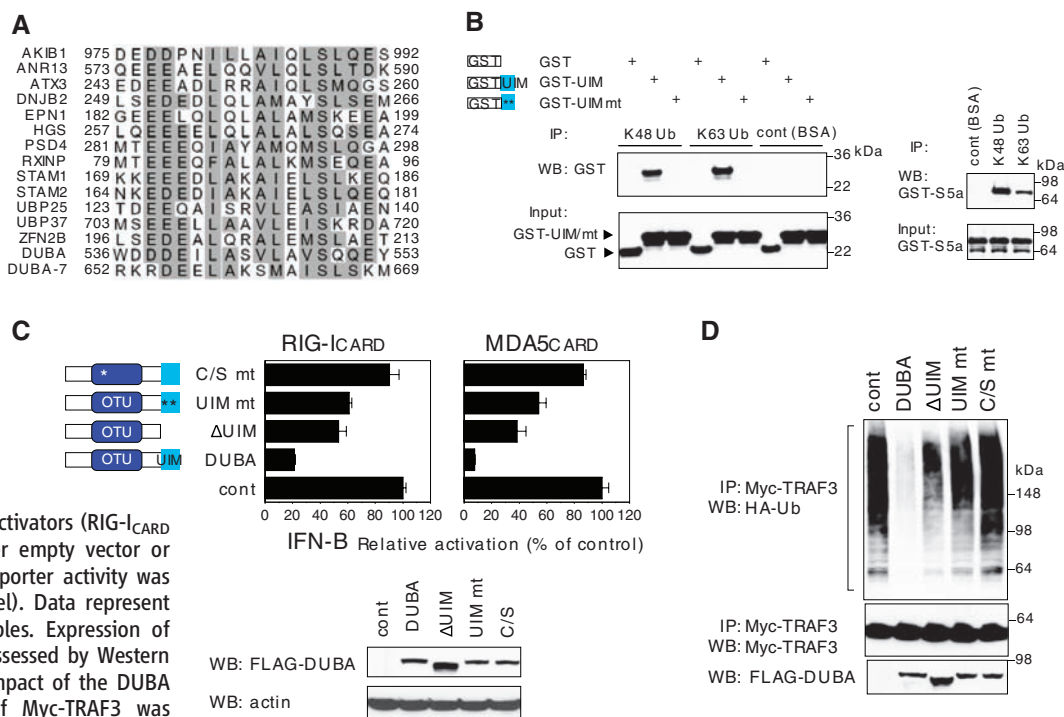 A
AKIB1 975 DEDDPNILLAIQLSLQES 992
ANR13 573 QEEEAELQQVLQLSLTDK 590
ATX3 243 DEEADLRRAIQLSMQGS 260
DNJB2 249 LSEDEDLQLAMAYSLSEM 266
EPN1 182 GEEELQLQLALAMSKEEA 199
HGS 257 LQEEEELQLALALSQSEA 274
PSD4 281 MTEEEQIAYAMQMSLQGA 298
RXINP 79 MTEEEQFALALKMSEQEA 96
STAM1 169 KKEEEDLAKAIELSLKEQ 186
STAM2 164 NKEDEDIAKAIELSLQEQ 181
UBP25 123 TDEEQAISRVLEASIAEN 140
UBP37 703 MSEEELLAAVLEISKRDA 720
ZFN2B 196 LSEDEALQRALEMSLAET 213
DUBA 536 WDDDEILASVLAVSQQEY 553
DUBA-7 652 RKRDEELAKSMAISLSKM 669
B
GST GST + + +
GST UIM GST-UIM + + +
GST ** GST-UIMmt + + +
IP: K48 Ub K63 Ub cont (BSA) kDa
WB: GST
36
22
Input:
GST-UIM/mt
GST
36
22
cont (BSA) K48 Ub K63 Ub
IP:
kDa
WB:
GST-S5a
98
64
Input:
GST-S5a
98
64
C
RIG-ICARD MDA5CARD
* C/S mt
OTU ** UIM mt
OTU ΔUIM
OTU UIM DUBA
cont
0 20 40 60 80 100 120 0 20 40 60 80 100 120
IFN-B Relative activation (% of control)
cont DUBA ΔUIM UIM mt C/S
WB: FLAG-DUBA
WB: actin
ctivators (RIG-ICARD
r empty vector or
porter activity was
el). Data represent
ples. Expression of
ssessed by Western
mpact of the DUBA
f Myc-TRAF3 was
D
cont DUBA ΔUIM UIM mt C/S mt
IP: Myc-TRAF3
WB: HA-Ub
kDa
148
98
64
IP: Myc-TRAF3
WB: Myc-TRAF3
64
98
WB: FLAG-DUBA
64